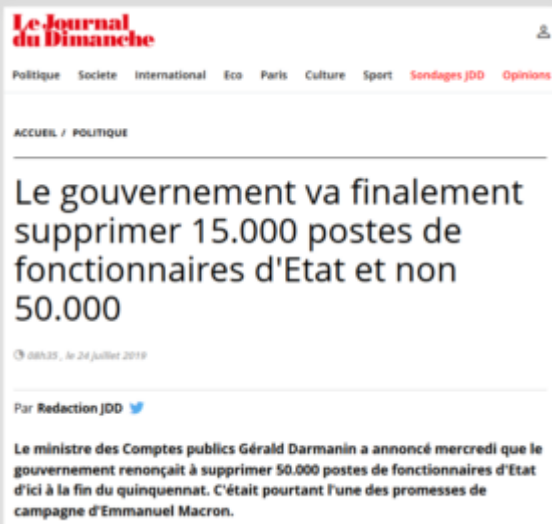 Le Journal
du Dimanche
Politique Societe International Eco Paris Culture Sport Sondages JDD Opinions
ACCUEIL / POLITIQUE
Le gouvernement va finalement
supprimer 15.000 postes de
fonctionnaires d'Etat et non
50.000
08h35 , le 24 juillet 2019
Par Redaction JDD
Le ministre des Comptes publics Gérald Darmanin a annoncé mercredi que le
gouvernement renonçait à supprimer 50.000 postes de fonctionnaires d'Etat
d'ici à la fin du quinquennat. C'était pourtant l'une des promesses de
campagne d'Emmanuel Macron.